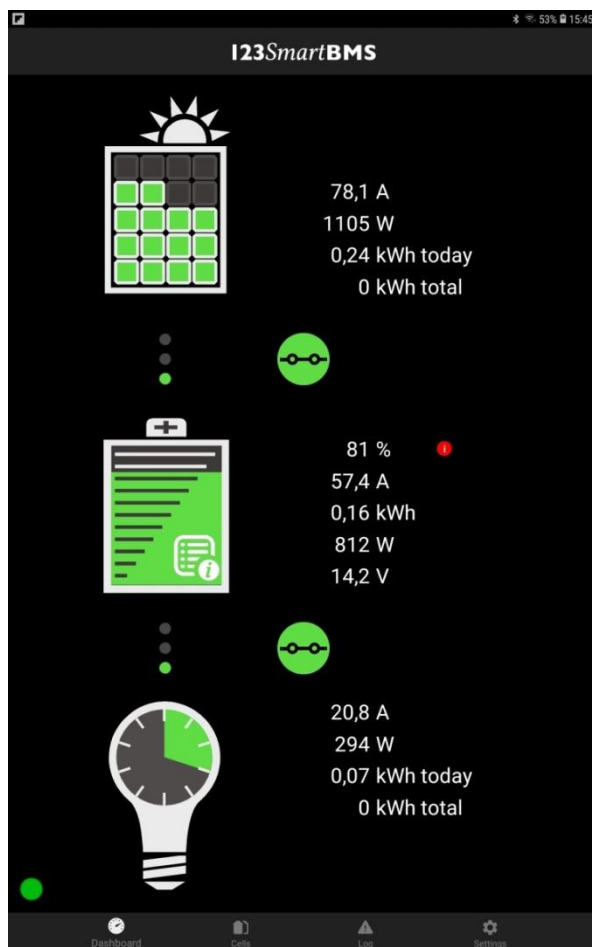 53% 15:45
123SmartBMS
78,1 A
1105 W
0,24 kWh today
0 kWh total
81 %
57,4 A
0,16 kWh
812 W
14,2 V
20,8 A
294 W
0,07 kWh today
0 kWh total
Dashboard
Cells
Log
Settings